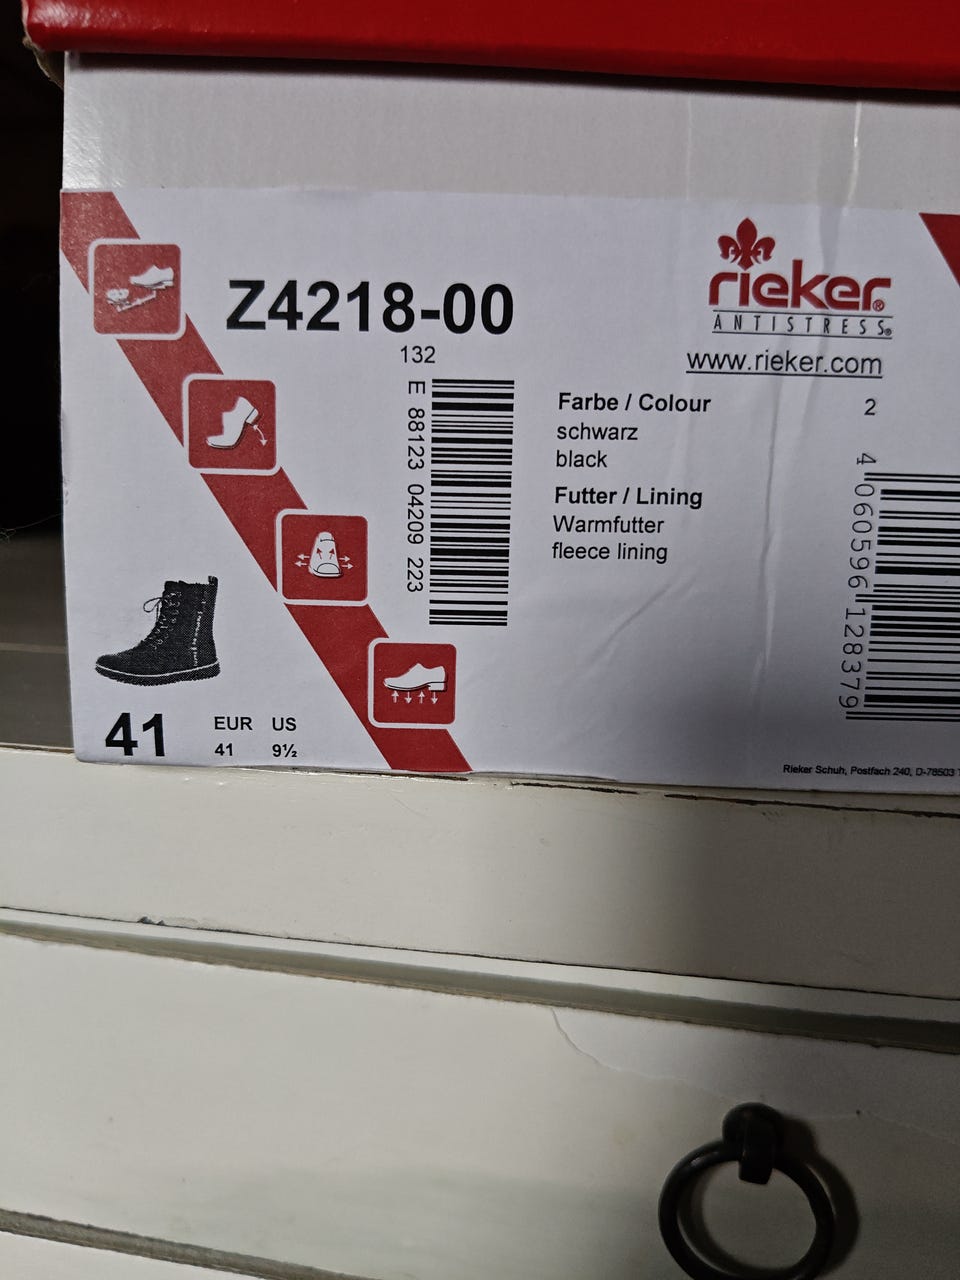 Z4218-00
132
E 88123 04209 223
rieker®
ANTISTRESS®
www.rieker.com
Farbe / Colour
schwarz
black
Futter / Lining
Warmfutter
fleece lining
2
4 060596 128379
41
EUR US
41 9½
Rieker Schuh, Postfach 240, D-78503